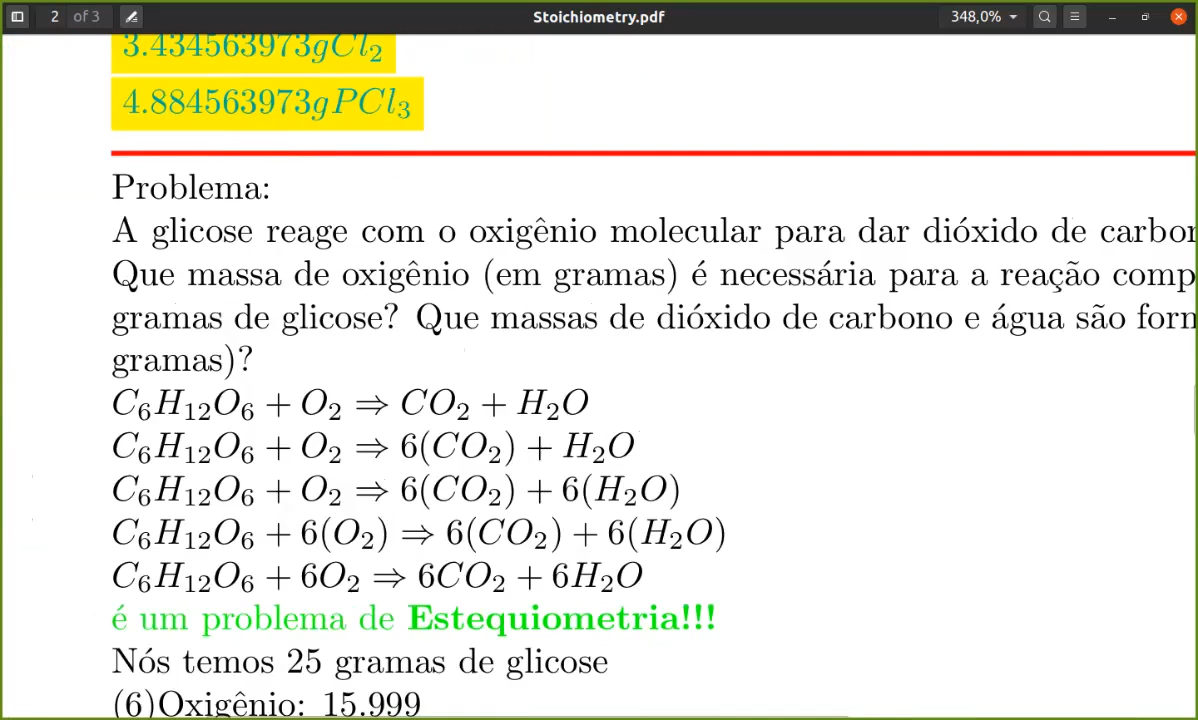 2 of 3
Stoichiometry.pdf
348,0%
3.434563973gCl₂
4.884563973gPCl₃
Problema:
A glicose reage com o oxigênio molecular para dar dióxido de carbon
Que massa de oxigênio (em gramas) é necessária para a reação comp
gramas de glicose? Que massas de dióxido de carbono e água são form
gramas)?
C₆H₁₂O₆ + O₂ ⇒ CO₂ + H₂O
C₆H₁₂O₆ + O₂ ⇒ 6(CO₂) + H₂O
C₆H₁₂O₆ + O₂ ⇒ 6(CO₂) + 6(H₂O)
C₆H₁₂O₆ + 6(O₂) ⇒ 6(CO₂) + 6(H₂O)
C₆H₁₂O₆ + 6O₂ ⇒ 6CO₂ + 6H₂O
é um problema de Estequiometria!!!
Nós temos 25 gramas de glicose
(6)Oxigênio: 15.999